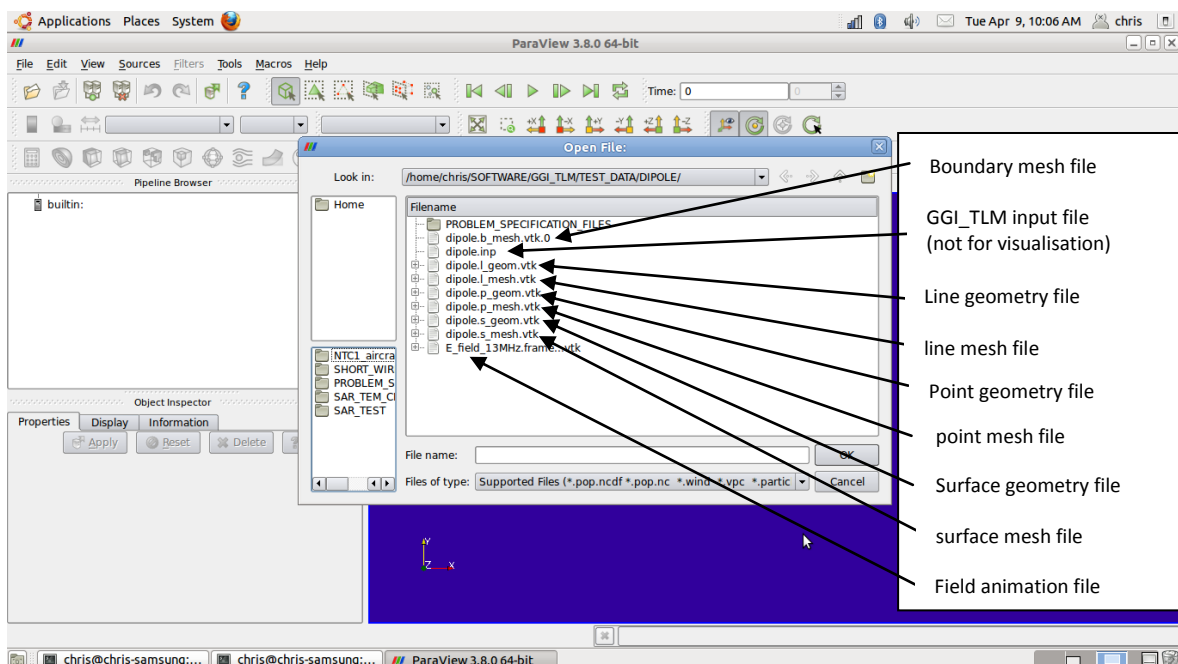 Applications Places System
Tue Apr 9, 10:06 AM chris
ParaView 3.8.0 64-bit
File Edit View Sources Filters Tools Macros Help
Time: 0 0
+X -X +Y -Y +Z -Z
Open File:
Pipeline Browser
builtin:
Look in: /home/chris/SOFTWARE/GGI_TLM/TEST_DATA/DIPOLE/
Home
Filename
PROBLEM_SPECIFICATION_FILES
dipole.b_mesh.vtk.0
dipole.inp
dipole.l_geom.vtk
dipole.l_mesh.vtk
dipole.p_geom.vtk
dipole.p_mesh.vtk
dipole.s_geom.vtk
dipole.s_mesh.vtk
E_field_13MHz.frame...vtk
NTC1_aircra
SHORT_WIR
PROBLEM_S
SAR_TEM_C
SAR_TEST
File name:
OK
Files of type: Supported Files (*.pop.ncdf *.pop.nc *.wind *.vpc *.partic
Cancel
Object Inspector
Properties Display Information
Apply Reset Delete ?
Y
Z X
Boundary mesh file
GGI_TLM input file
(not for visualisation)
Line geometry file
line mesh file
Point geometry file
point mesh file
Surface geometry file
surface mesh file
Field animation file
chris@chris-samsung:... chris@chris-samsung:... ParaView 3.8.0 64-bit